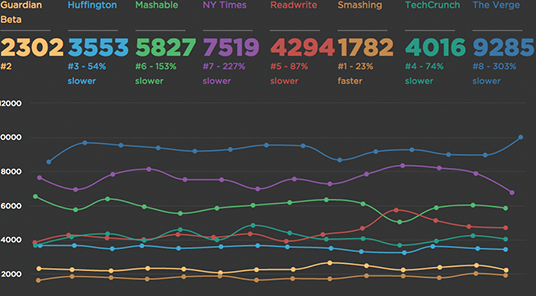 Guardian Beta
Huffington
Mashable
NY Times
Readwrite
Smashing
TechCrunch
The Verge
2302
3553
5827
7519
4294
1782
4016
9285
#2
#3 - 54% slower
#6 - 153% slower
#7 - 227% slower
#5 - 87% slower
#1 - 23% faster
#4 - 74% slower
#8 - 303% slower
2000
0000
8000
6000
4000
2000